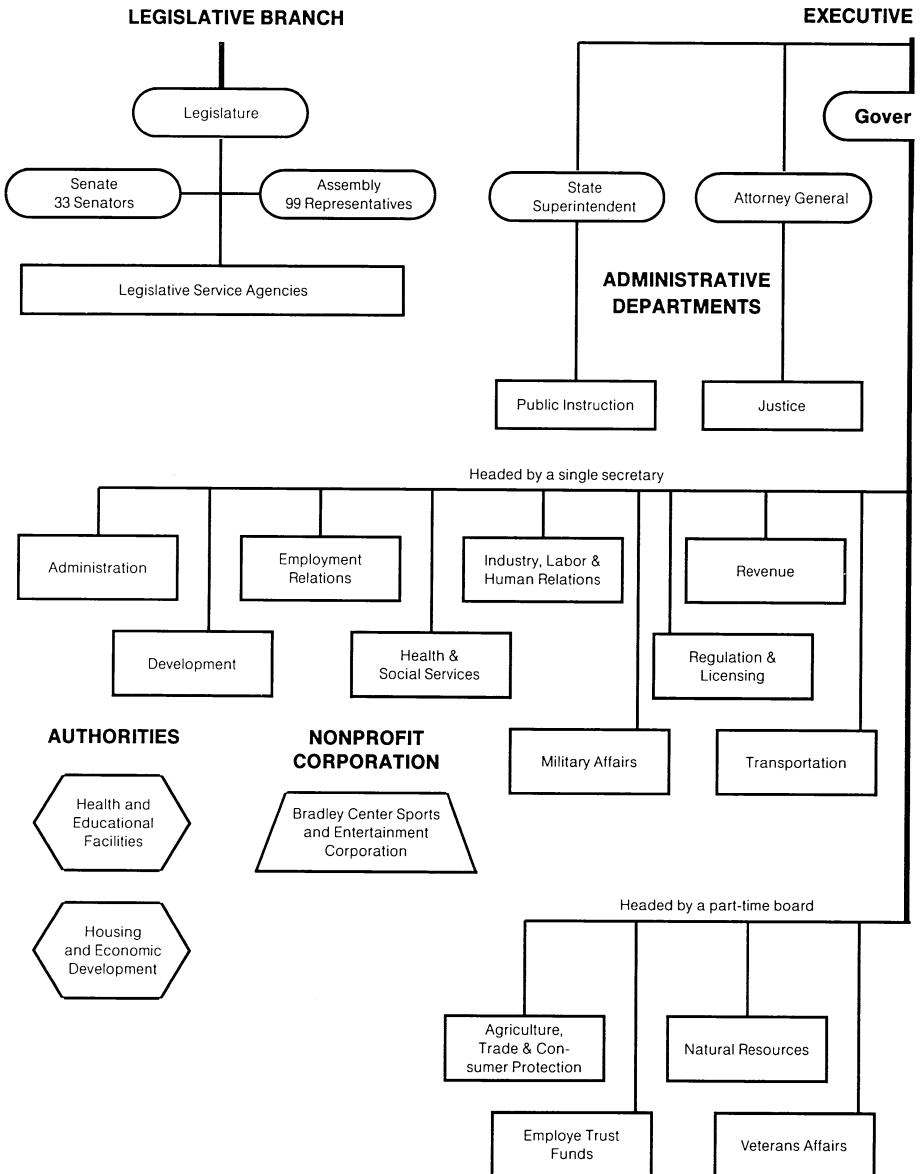 LEGISLATIVE BRANCH
EXECUTIVE
Legislature
Gover
Senate
33 Senators
Assembly
99 Representatives
State
Superintendent
Attorney General
Legislative Service Agencies
ADMINISTRATIVE
DEPARTMENTS
Public Instruction
Justice
Headed by a single secretary
Administration
Employment
Relations
Industry, Labor &
Human Relations
Revenue
Development
Health &
Social Services
Regulation &
Licensing
Military Affairs
Transportation
AUTHORITIES
Health and
Educational
Facilities
Housing
and Economic
Development
NONPROFIT
CORPORATION
Bradley Center Sports
and Entertainment
Corporation
Headed by a part-time board
Agriculture,
Trade & Con-
sumer Protection
Natural Resources
Employe Trust
Funds
Veterans Affairs